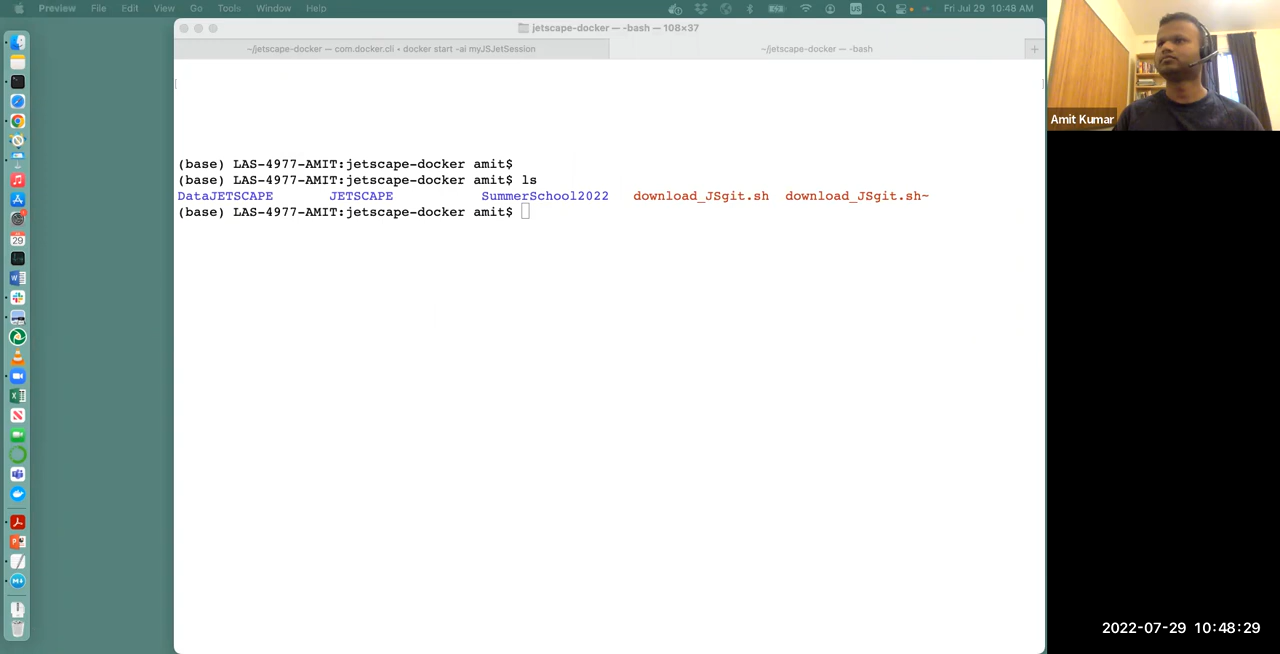 Preview File Edit View Go Tools Window Help
Fri Jul 29 10:48 AM
jetscape-docker — -bash — 108×37
~/jetscape-docker — com.docker.cli • docker start -ai myJSJetSession
~/jetscape-docker — -bash
(base) LAS-4977-AMIT:jetscape-docker amit$
(base) LAS-4977-AMIT:jetscape-docker amit$ ls
DataJETSCAPE JETSCAPE SummerSchool2022 download_JSgit.sh download_JSgit.sh~
(base) LAS-4977-AMIT:jetscape-docker amit$
Amit Kumar
29
2022-07-29 10:48:29